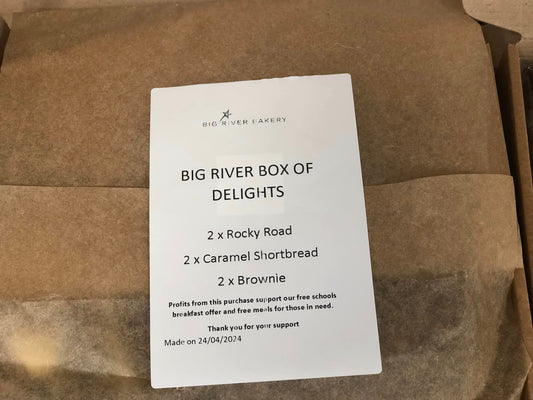 BIG RIVER BAKERY
BIG RIVER BOX OF
DELIGHTS
2 x Rocky Road
2 x Caramel Shortbread
2 x Brownie
Profits from this purchase support our free schools
breakfast offer and free meals for those in need.
Thank you for your support
Made on 24/04/2024